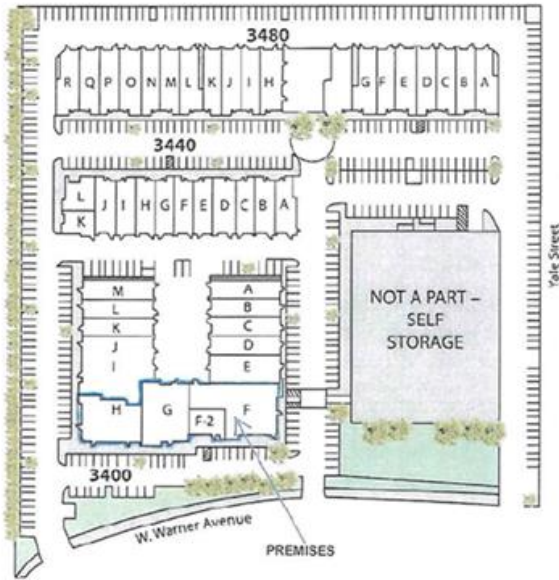 3480
R Q P O N M L K J I H G F E D C B A
3440
L
K
J I H G F E D C B A
Yale Street
NOT A PART –
SELF
STORAGE
M
L
K
J
I
A
B
C
D
E
H G F-2 F
3400
W. Warner Avenue
PREMISES